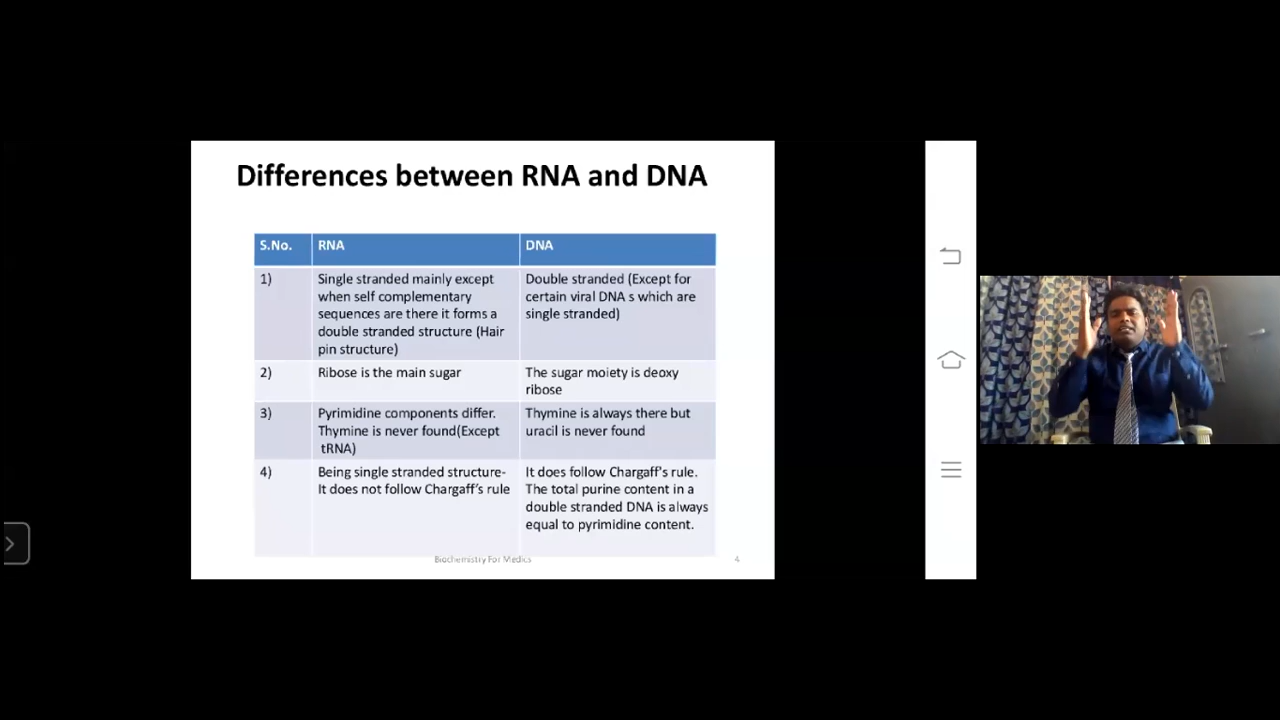 Differences between RNA and DNA
S.No.
RNA
DNA
1)
Single stranded mainly except
when self complementary
sequences are there it forms a
double stranded structure (Hair
pin structure)
Double stranded (Except for
certain viral DNA s which are
single stranded)
2)
Ribose is the main sugar
The sugar moiety is deoxy
ribose
3)
Pyrimidine components differ.
Thymine is never found(Except
tRNA)
Thymine is always there but
uracil is never found
4)
Being single stranded structure-
It does not follow Chargaff's rule
It does follow Chargaff's rule.
The total purine content in a
double stranded DNA is always
equal to pyrimidine content.
Biochemistry For Medics
4